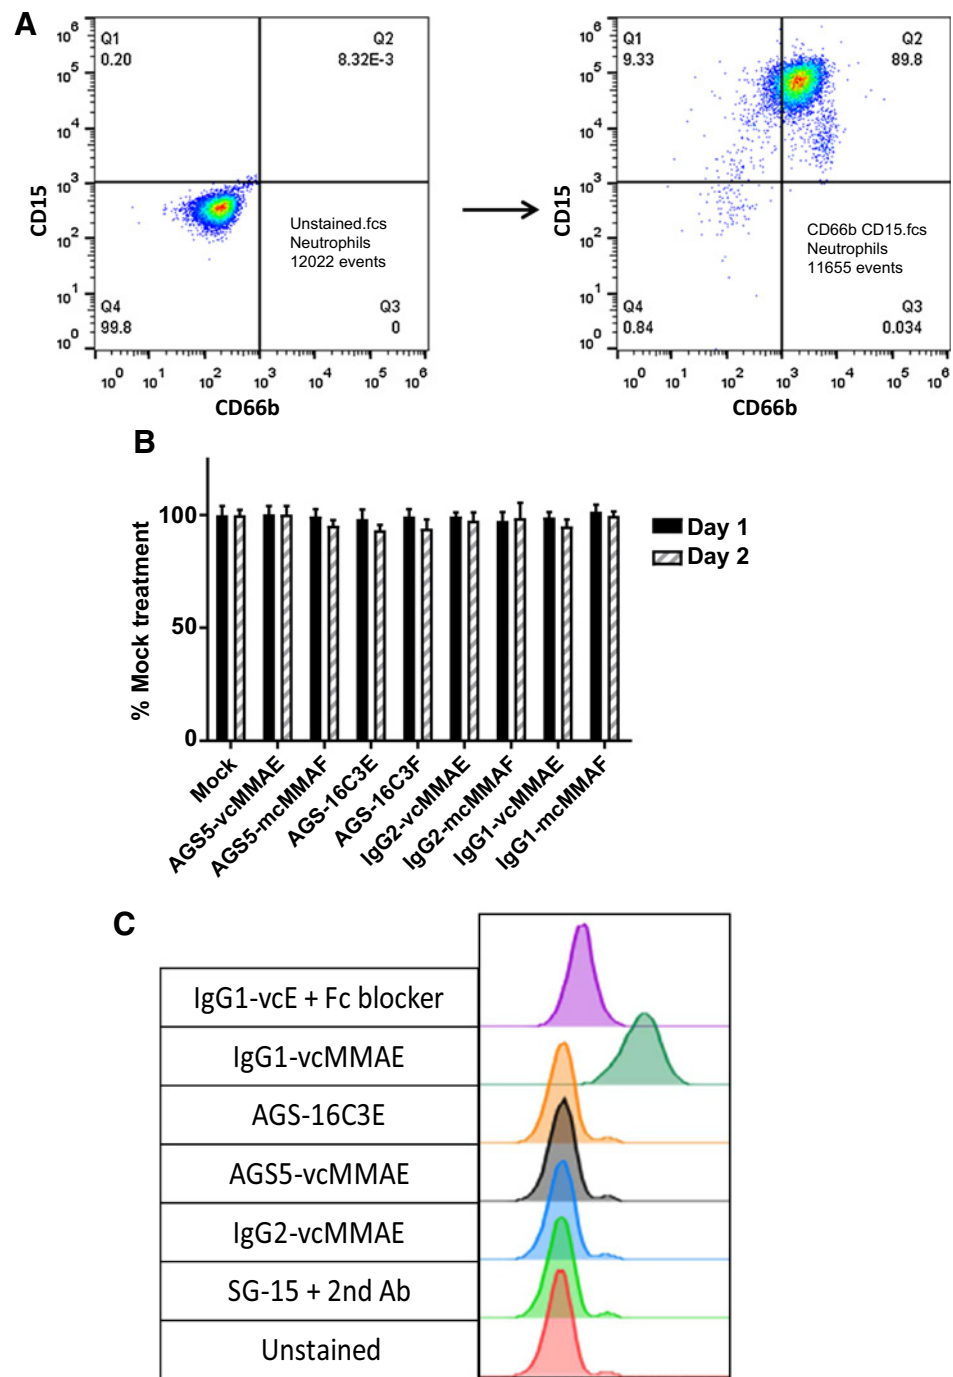 A
Q1
0.20
Q2
8.32E-3
10^6
10^5
10^4
10^3
10^2
10^1
10^0
CD15
Unstained.fcs
Neutrophils
12022 events
Q4
99.8
Q3
0
10^0 10^1 10^2 10^3 10^4 10^5 10^6
CD66b
Q1
9.33
Q2
89.8
10^6
10^5
10^4
10^3
10^2
10^1
10^0
CD15
CD66b CD15.fcs
Neutrophils
11655 events
Q4
0.84
Q3
0.034
10^0 10^1 10^2 10^3 10^4 10^5 10^6
CD66b
B
% Mock treatment
100
50
0
Day 1
Day 2
Mock
AGS5-vcMMAE
AGS5-mcMMAF
AGS-16C3E
AGS-16C3F
IgG2-vcMMAE
IgG2-mcMMAF
IgG1-vcMMAE
IgG1-mcMMAF
C
IgG1-vcE + Fc blocker
IgG1-vcMMAE
AGS-16C3E
AGS5-vcMMAE
IgG2-vcMMAE
SG-15 + 2nd Ab
Unstained